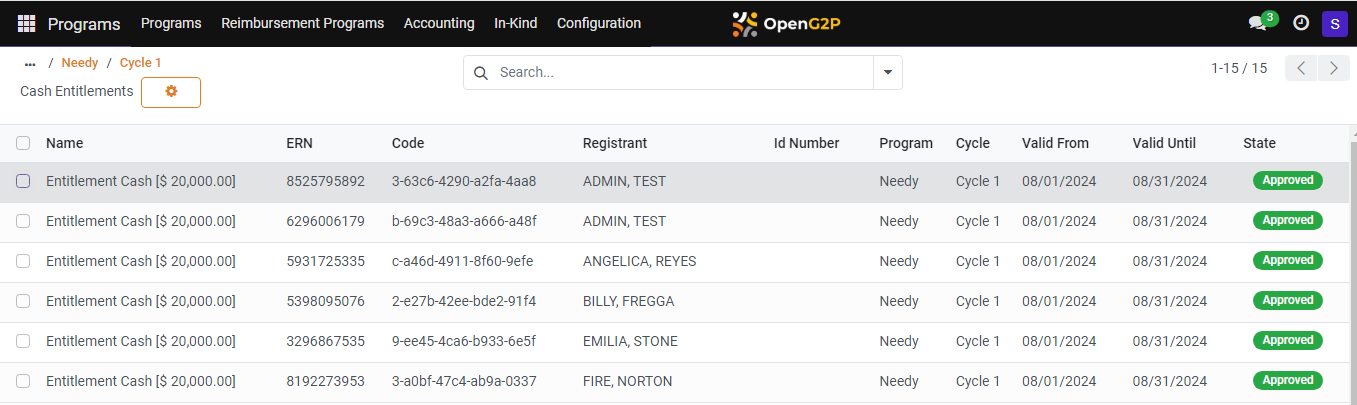 Programs Programs Reimbursement Programs Accounting In-Kind Configuration OpenG2P 3 S
... / Needy / Cycle 1 Search... 1-15 / 15
Cash Entitlements
Name ERN Code Registrant Id Number Program Cycle Valid From Valid Until State
Entitlement Cash [$ 20,000.00] 8525795892 3-63c6-4290-a2fa-4aa8 ADMIN, TEST Needy Cycle 1 08/01/2024 08/31/2024 Approved
Entitlement Cash [$ 20,000.00] 6296006179 b-69c3-48a3-a666-a48f ADMIN, TEST Needy Cycle 1 08/01/2024 08/31/2024 Approved
Entitlement Cash [$ 20,000.00] 5931725335 c-a46d-4911-8f60-9efe ANGELICA, REYES Needy Cycle 1 08/01/2024 08/31/2024 Approved
Entitlement Cash [$ 20,000.00] 5398095076 2-e27b-42ee-bde2-91f4 BILLY, FREGGA Needy Cycle 1 08/01/2024 08/31/2024 Approved
Entitlement Cash [$ 20,000.00] 3296867535 9-ee45-4ca6-b933-6e5f EMILIA, STONE Needy Cycle 1 08/01/2024 08/31/2024 Approved
Entitlement Cash [$ 20,000.00] 8192273953 3-a0bf-47c4-ab9a-0337 FIRE, NORTON Needy Cycle 1 08/01/2024 08/31/2024 Approved